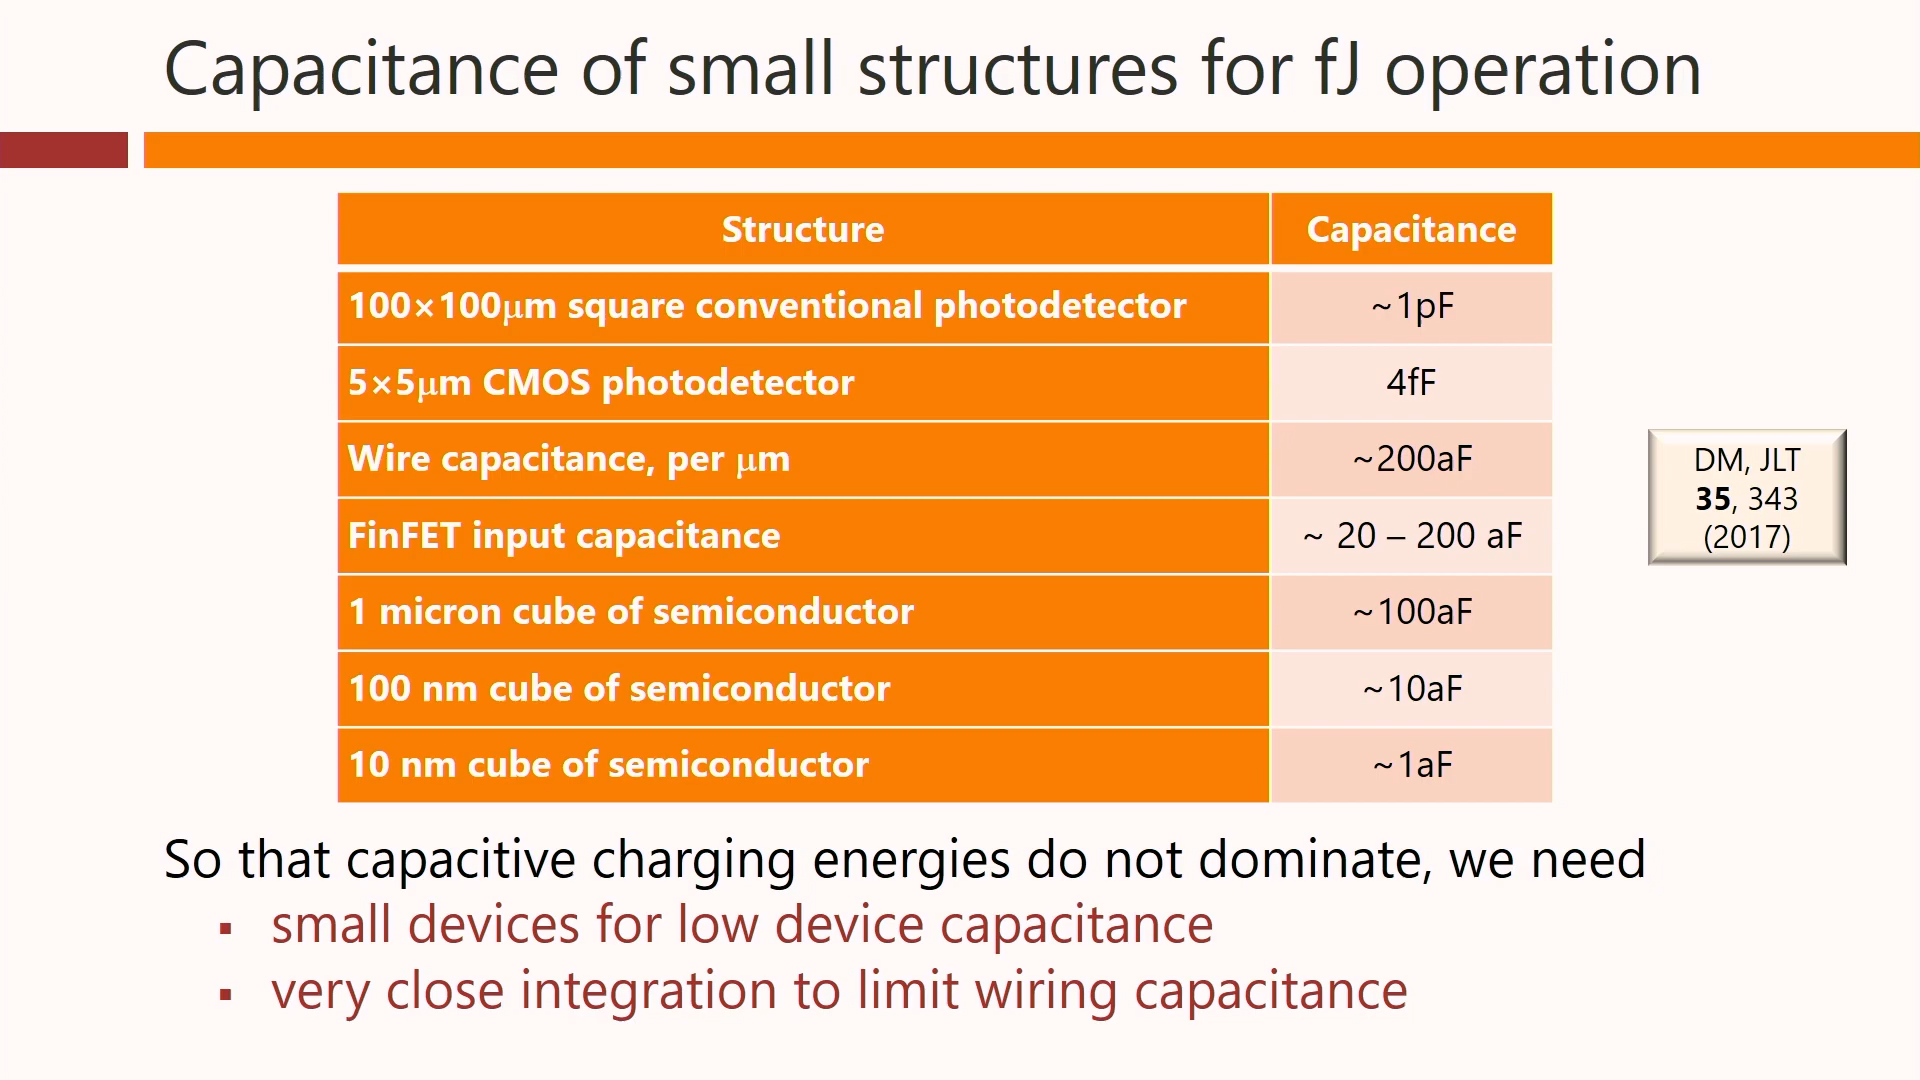 Capacitance of small structures for fJ operation
Structure Capacitance
100×100μm square conventional photodetector ~1pF
5×5μm CMOS photodetector 4fF
Wire capacitance, per μm ~200aF
FinFET input capacitance ~ 20 – 200 aF
1 micron cube of semiconductor ~100aF
100 nm cube of semiconductor ~10aF
10 nm cube of semiconductor ~1aF
DM, JLT
35, 343
(2017)
So that capacitive charging energies do not dominate, we need
▪ small devices for low device capacitance
▪ very close integration to limit wiring capacitance